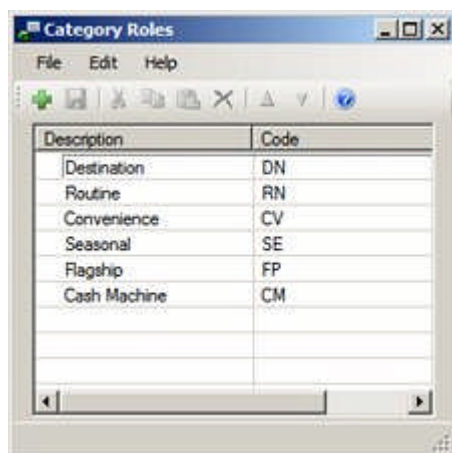 Category Roles
File Edit Help
Description Code
Destination DN
Routine RN
Convenience CV
Seasonal SE
Flagship FP
Cash Machine CM